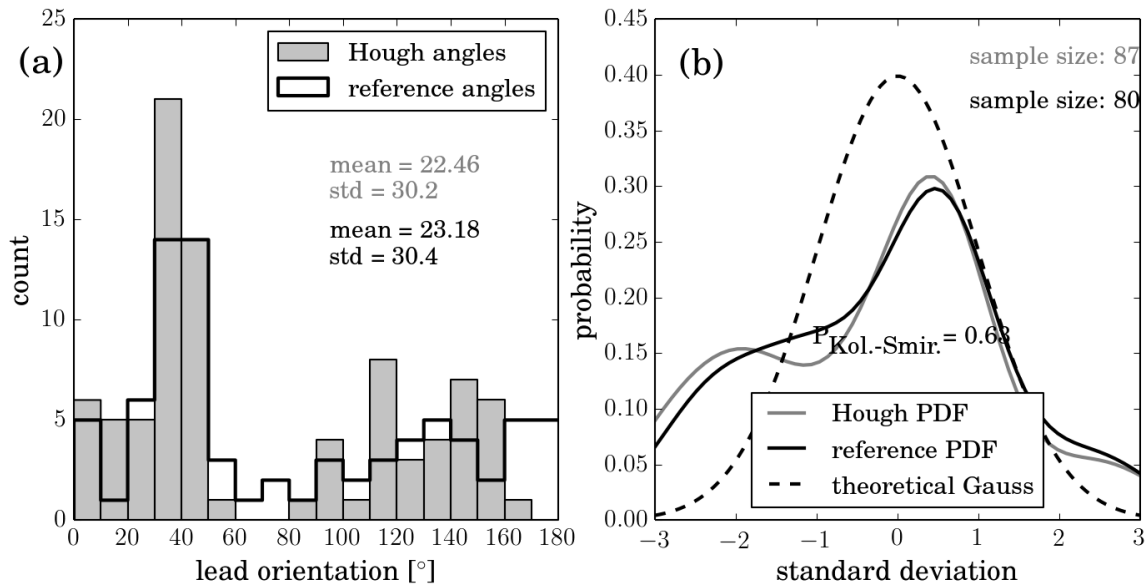 (a)
Hough angles
reference angles
mean = 22.46
std = 30.2
mean = 23.18
std = 30.4
count
25
20
15
10
5
0
0 20 40 60 80 100 120 140 160 180
lead orientation [°]
(b)
sample size: 87
sample size: 80
P Kol.-Smir. = 0.63
Hough PDF
reference PDF
theoretical Gauss
probability
0.45
0.40
0.35
0.30
0.25
0.20
0.15
0.10
0.05
0.00
−3 −2 −1 0 1 2 3
standard deviation